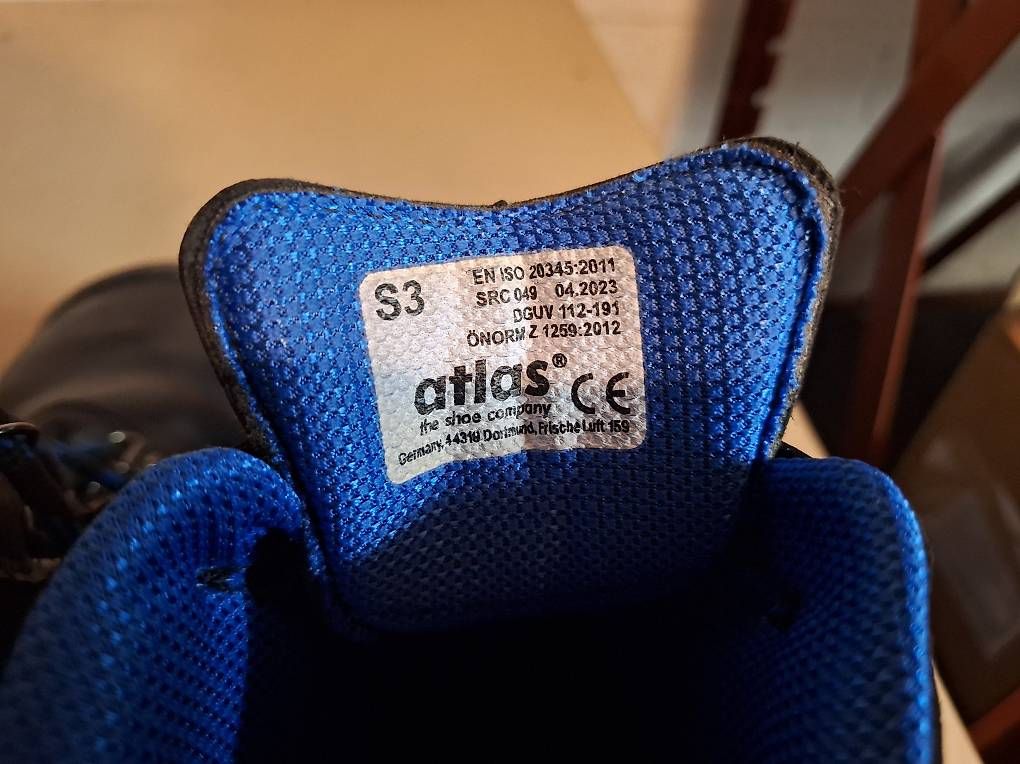 S3
EN ISO 20345:2011
SRC 049 04.2023
DGUV 112-191
ÖNORM Z 1259:2012
atlas®
the shoe company
CE
Germany, 44319 Dortmund, Frische Luft 159